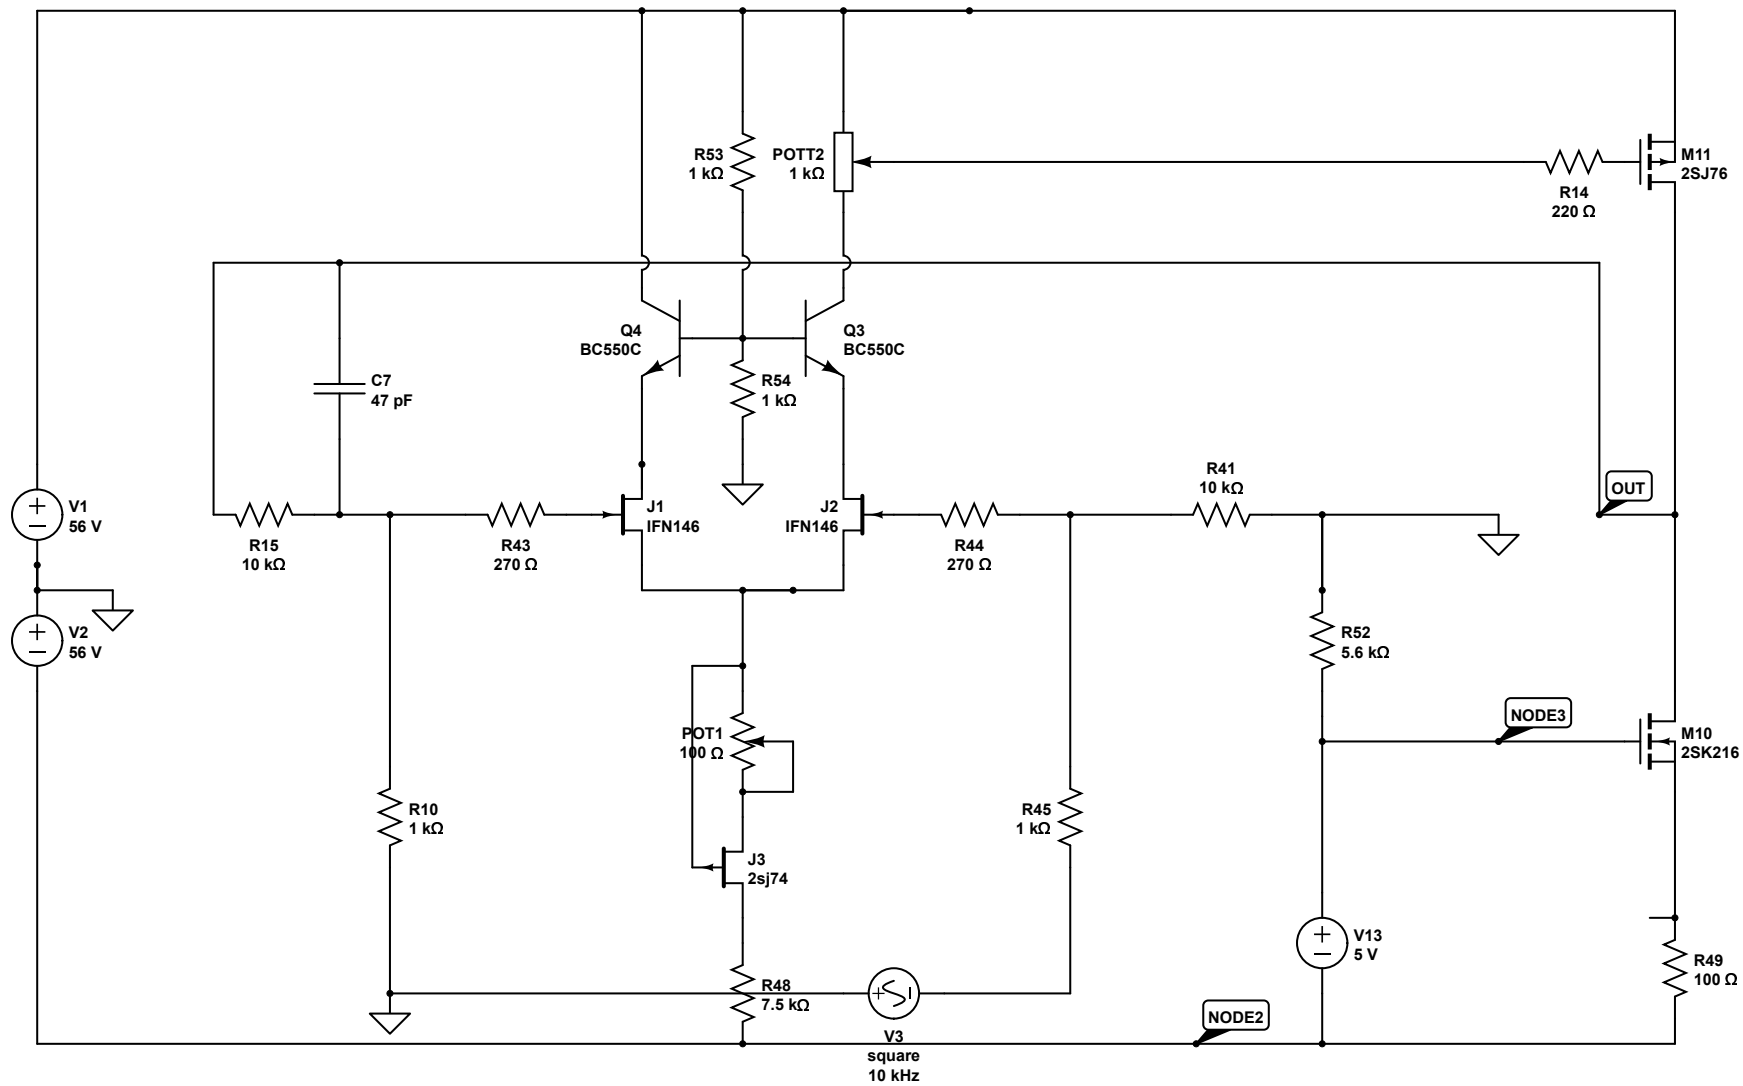 R53
1 kΩ
POTT2
1 kΩ
M11
2SJ76
R14
220 Ω
Q4
BC550C
Q3
BC550C
C7
47 pF
R54
1 kΩ
R41
10 kΩ
OUT
V1
56 V
J1
IFN146
J2
IFN146
R15
10 kΩ
R43
270 Ω
R44
270 Ω
V2
56 V
R52
5.6 kΩ
NODE3
POT1
100 Ω
M10
2SK216
R10
1 kΩ
R45
1 kΩ
J3
2sj74
V13
5 V
R49
100 Ω
R48
7.5 kΩ
NODE2
V3
square
10 kHz